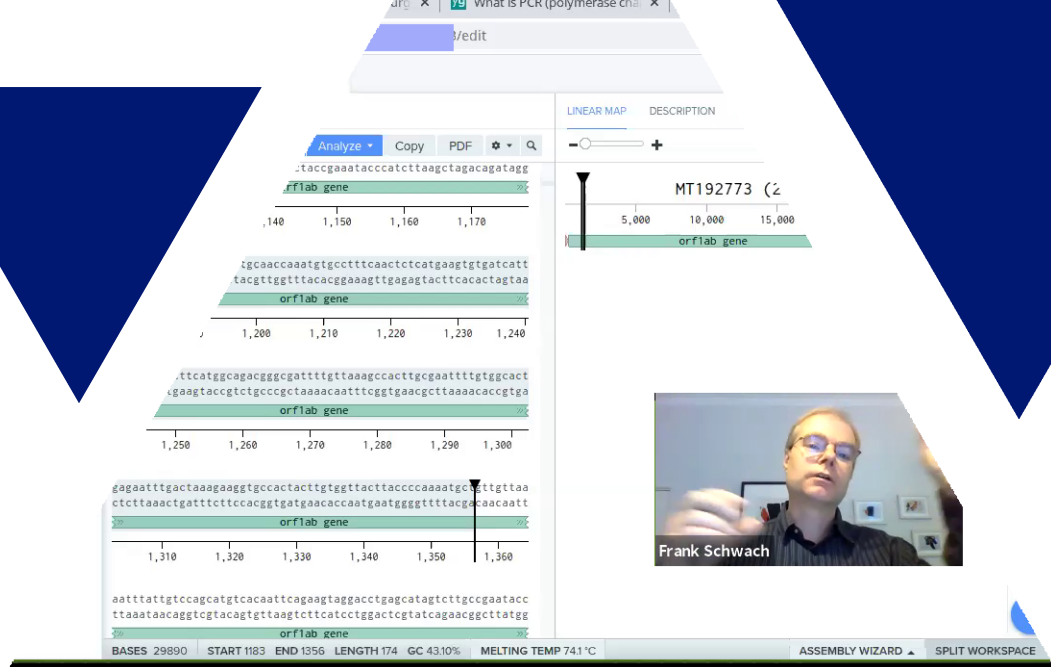 What is PCR (polymerase cha
/edit
LINEAR MAP DESCRIPTION
Analyze Copy PDF
ctaccgaaatacccatcttaagctagacagatagg
orf1ab gene
1,150 1,160 1,170
MT192773 (2
5,000 10,000 15,000
orf1ab gene
tgcaaccaaatgtgcctttcaactctcatgaagtgtgatcatt
tacgttggtttacacggaaagttgagagtacttcacactagtaa
orf1ab gene
1,200 1,210 1,220 1,230 1,240
ttcatggcagacgggcgattttgttaaagccacttgcgaattttgtggcact
gaagtaccgtctgcccgctaaaacaatttcggtgaacgcttaaaacaccgtga
orf1ab gene
1,250 1,260 1,270 1,280 1,290 1,300
gagaatttgactaaagaaggtgccactacttgtggttacttaccccaaaatgctgttgttaa
ctcttaaactgatttcttccacggtgatgaacaccaatgaatggggttttacgacaacaatt
orf1ab gene
1,310 1,320 1,330 1,340 1,350 1,360
Frank Schwach
aatttattgtccagcatgtcacaattcagaagtaggacctgagcatagtcttgccgaatacc
ttaaataacaggtcgtacagtgttaagtcttcatcctggactcgtatcagaacggcttatgg
orf1ab gene
BASES 29890 START 1183 END 1356 LENGTH 174 GC 43.10% MELTING TEMP 74.1 °C ASSEMBLY WIZARD SPLIT WORKSPACE